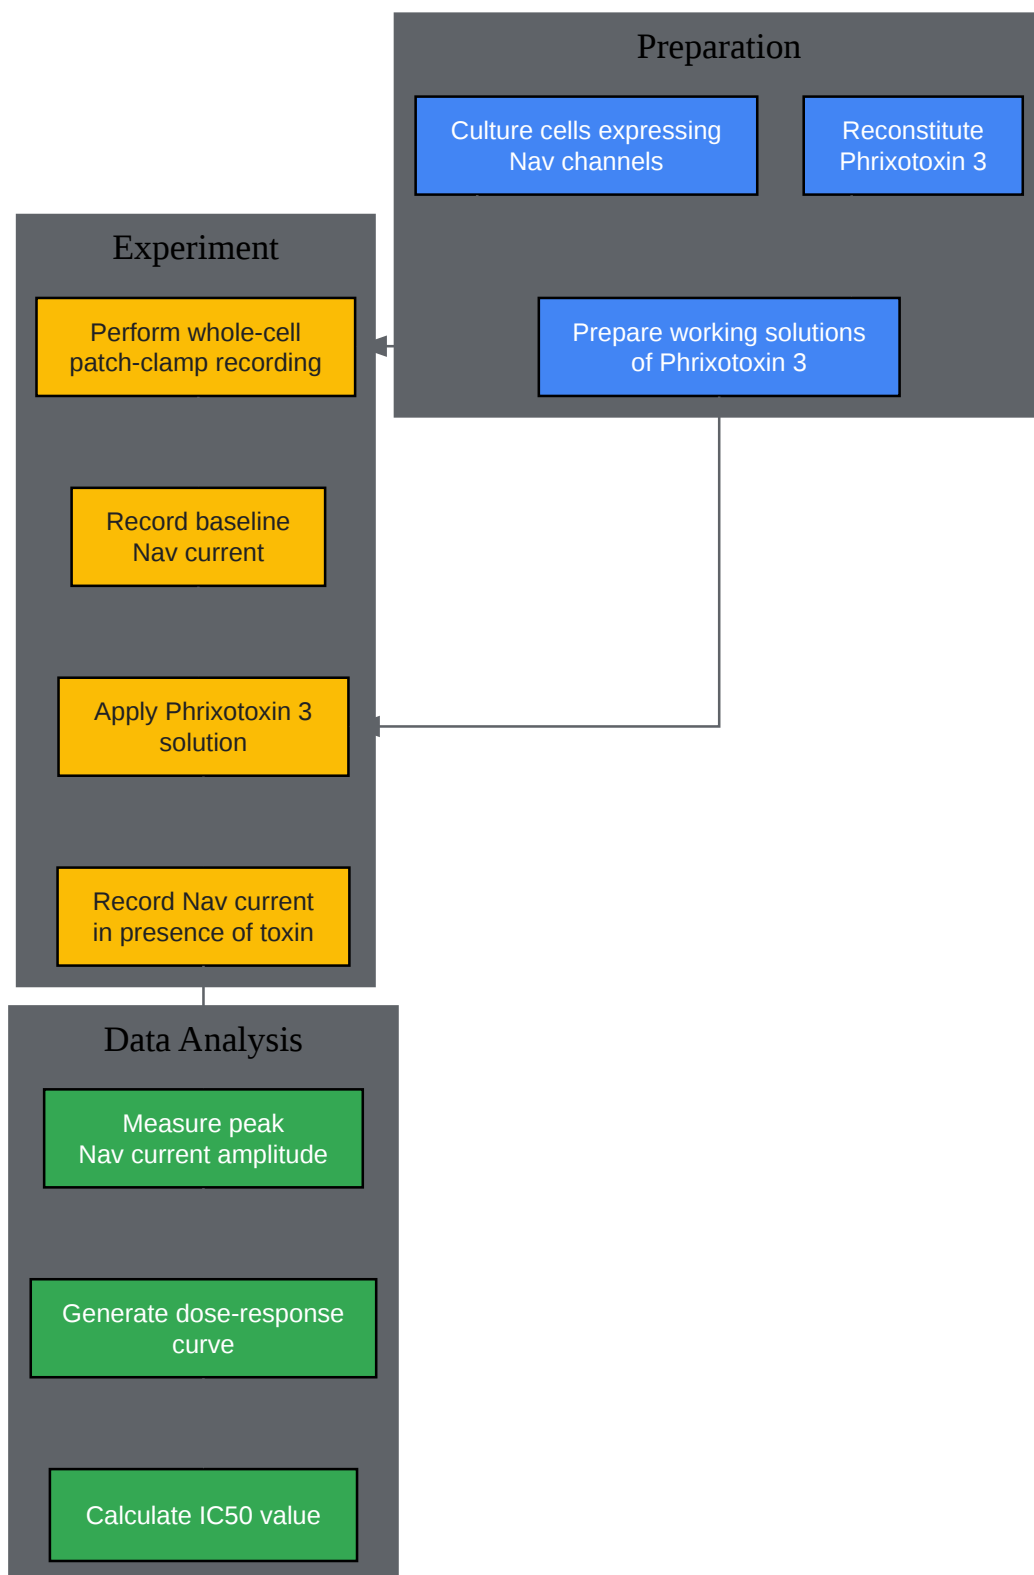 Preparation
Culture cells expressing
Nav channels
Reconstitute
Phrixotoxin 3
Prepare working solutions
of Phrixotoxin 3
Experiment
Perform whole-cell
patch-clamp recording
Record baseline
Nav current
Apply Phrixotoxin 3
solution
Record Nav current
in presence of toxin
Data Analysis
Measure peak
Nav current amplitude
Generate dose-response
curve
Calculate IC50 value